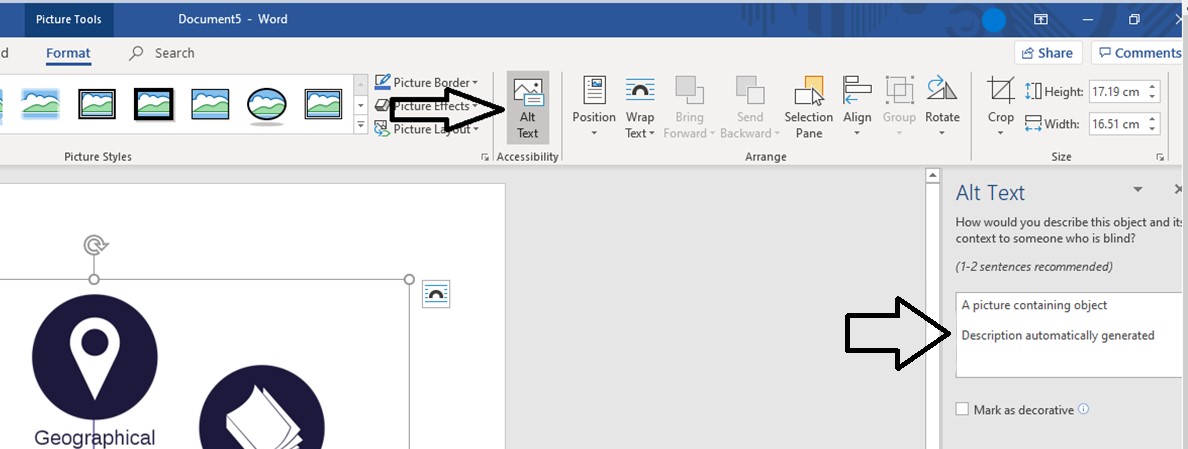 Picture Tools
Document5 - Word
d
Format
Search
Share
Comments
Picture Border
Picture Effects
Picture Layout
Picture Styles
Alt
Text
Accessibility
Position
Wrap
Text
Bring
Forward
Send
Backward
Selection
Pane
Align
Group
Rotate
Arrange
Crop
Height: 17.19 cm
Width: 16.51 cm
Size
Alt Text
How would you describe this object and its
context to someone who is blind?
(1-2 sentences recommended)
A picture containing object
Description automatically generated
Mark as decorative
Geographical